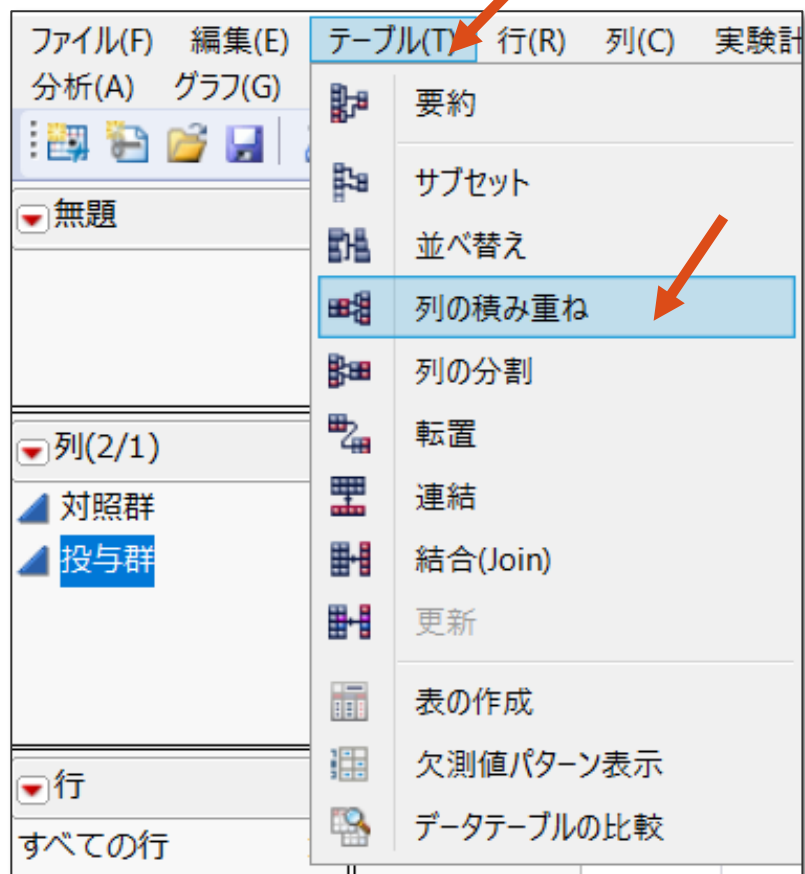 ファイル(F) 編集(E) テーブル(T) 行(R) 列(C) 実験計
分析(A) グラフ(G)
無題
列(2/1)
対照群
投与群
行
すべての行
要約
サブセット
並べ替え
列の積み重ね
列の分割
転置
連結
結合(Join)
更新
表の作成
欠測値パターン表示
データテーブルの比較